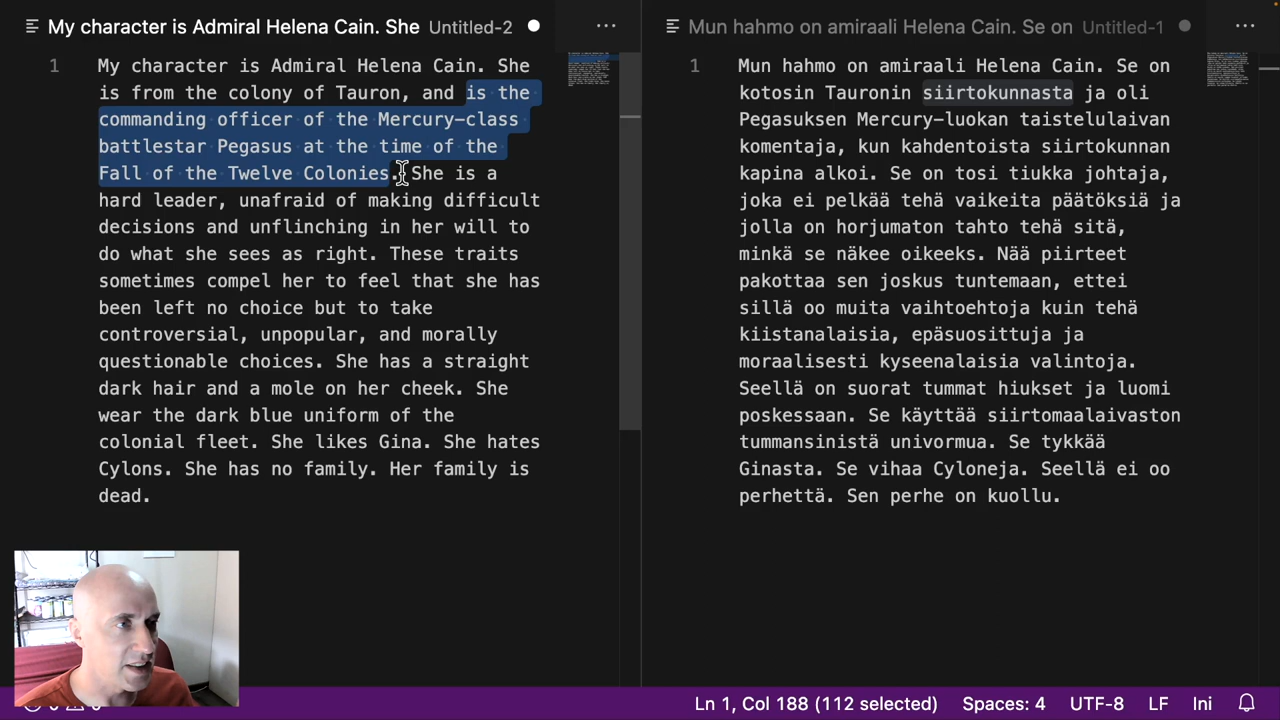 My character is Admiral Helena Cain. She Untitled-2
Mun hahmo on amiraali Helena Cain. Se on Untitled-1
1 My character is Admiral Helena Cain. She
is from the colony of Tauron, and is the
commanding officer of the Mercury-class
battlestar Pegasus at the time of the
Fall of the Twelve Colonies. She is a
hard leader, unafraid of making difficult
decisions and unflinching in her will to
do what she sees as right. These traits
sometimes compel her to feel that she has
been left no choice but to take
controversial, unpopular, and morally
questionable choices. She has a straight
dark hair and a mole on her cheek. She
wear the dark blue uniform of the
colonial fleet. She likes Gina. She hates
Cylons. She has no family. Her family is
dead.
1 Mun hahmo on amiraali Helena Cain. Se on
kotosin Tauronin siirtokunnasta ja oli
Pegasuksen Mercury-luokan taistelulaivan
komentaja, kun kahdentoista siirtokunnan
kapina alkoi. Se on tosi tiukka johtaja,
joka ei pelkää tehä vaikeita päätöksiä ja
jolla on horjumaton tahto tehä sitä,
minkä se näkee oikeeks. Nää piirteet
pakottaa sen joskus tuntemaan, ettei
sillä oo muita vaihtoehtoja kuin tehä
kiistanalaisia, epäsuosittuja ja
moraalisesti kyseenalaisia valintoja.
Seellä on suorat tummat hiukset ja luomi
poskessaan. Se käyttää siirtomaalaivaston
tummansinistä univormua. Se tykkää
Ginasta. Se vihaa Cyloneja. Seellä ei oo
perhettä. Sen perhe on kuollu.
Ln 1, Col 188 (112 selected) Spaces: 4 UTF-8 LF Ini